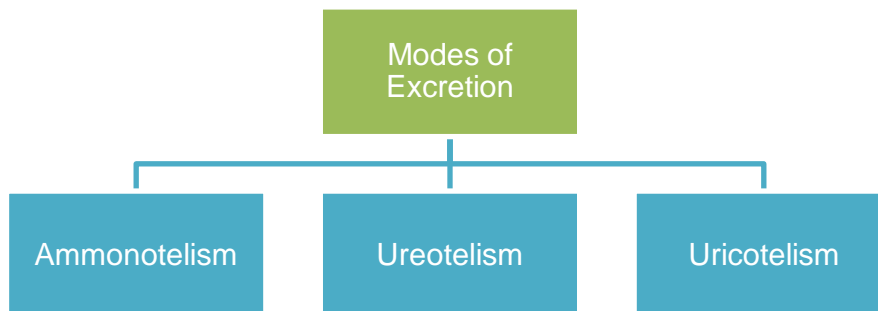 Modes of
Excretion
Ammonotelism
Ureotelism
Uricotelism